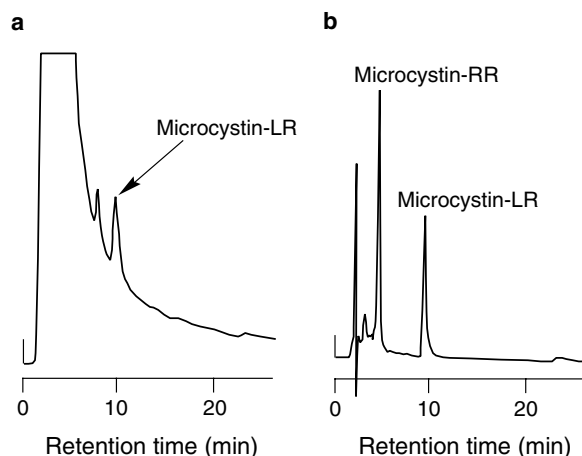 a
Microcystin-LR
0 10 20
Retention time (min)
b
Microcystin-RR
Microcystin-LR
0 10 20
Retention time (min)